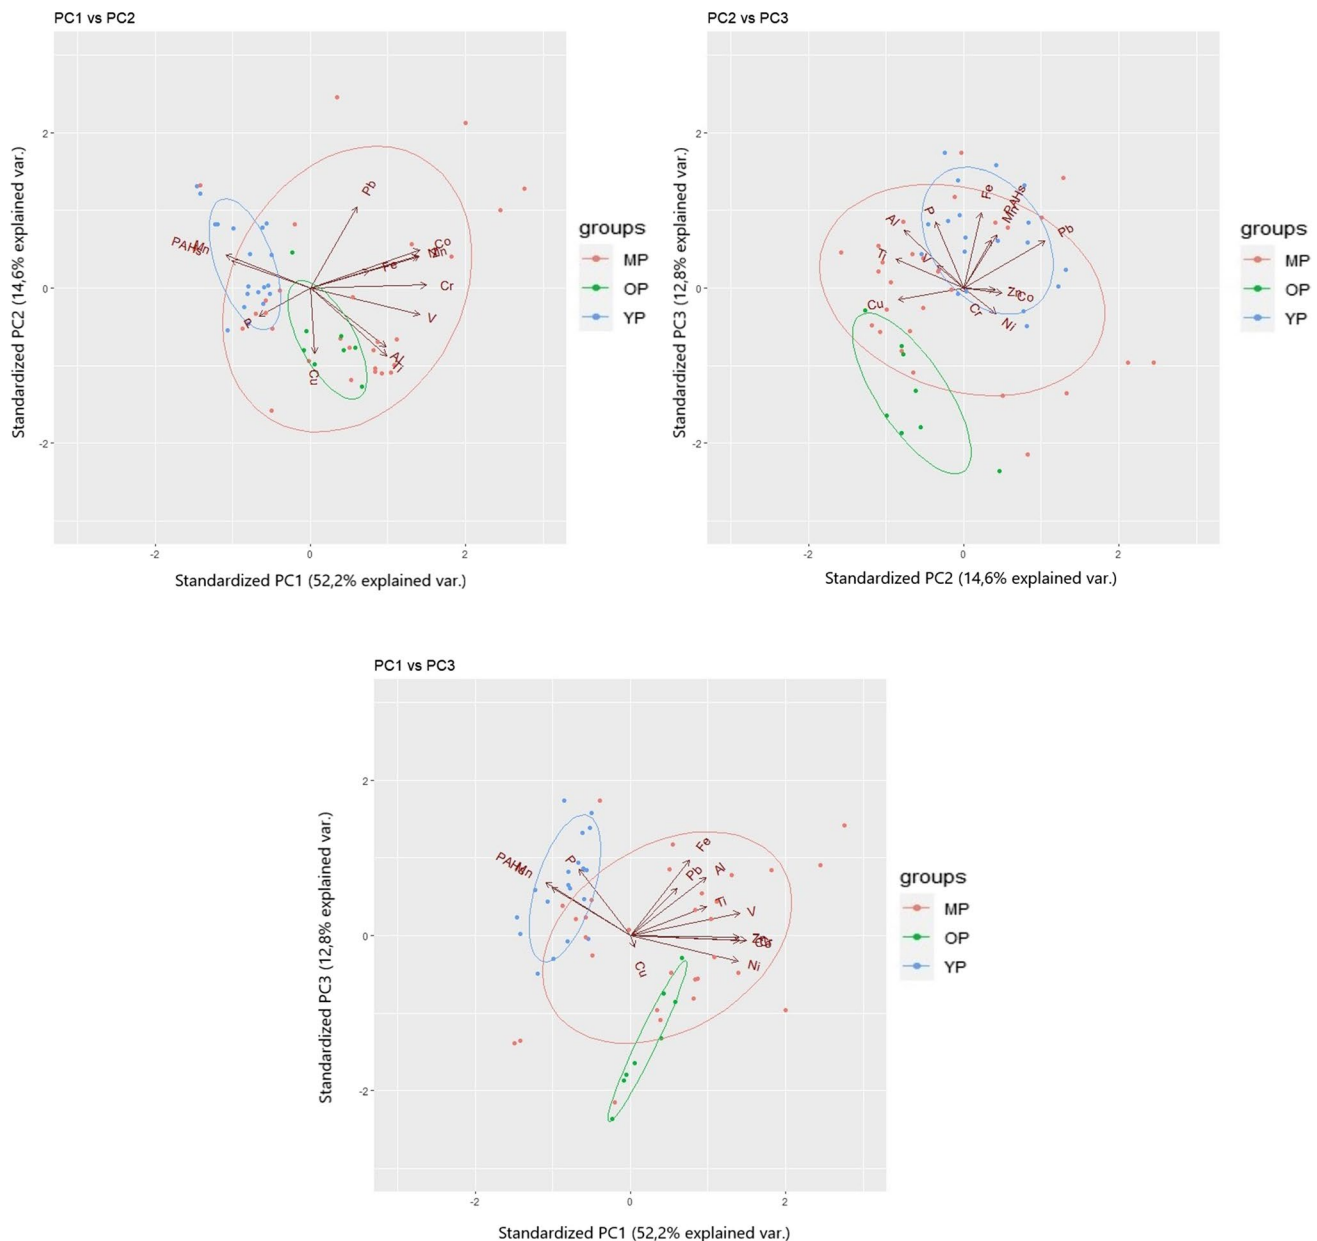 PC1 vs PC2
Standardized PC2 (14,6% explained var.)
2
0
-2
Pb
Co
Ni
Zn
Fe
Cr
V
Al
Ti
Cu
P
PAHs
Mn
-2 0 2
Standardized PC1 (52,2% explained var.)
groups
MP
OP
YP
PC2 vs PC3
Standardized PC3 (12,8% explained var.)
2
0
-2
Fe
PAHs
Mn
Pb
P
Al
Ti
V
Cu
Zn
Co
Cr
Ni
-2 0 2
Standardized PC2 (14,6% explained var.)
groups
MP
OP
YP
PC1 vs PC3
Standardized PC3 (12,8% explained var.)
2
0
-2
PAHs
Mn
P
Fe
Pb
Al
Ti
V
Ni
Cu
-2 0 2
Standardized PC1 (52,2% explained var.)
groups
MP
OP
YP